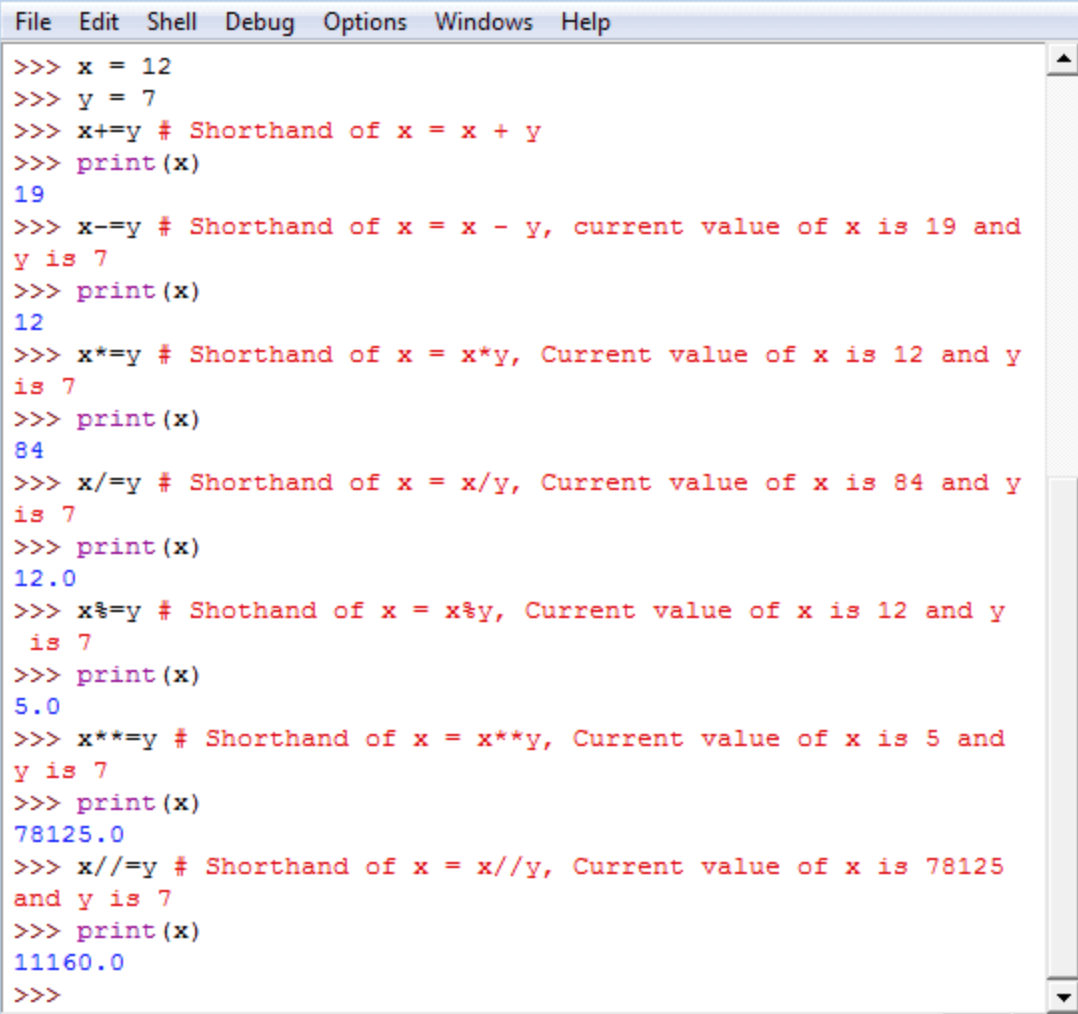 File Edit Shell Debug Options Windows Help
>>> x = 12
>>> y = 7
>>> x+=y # Shorthand of x = x + y
>>> print(x)
19
>>> x-=y # Shorthand of x = x - y, current value of x is 19 and
y is 7
>>> print(x)
12
>>> x*=y # Shorthand of x = x*y, Current value of x is 12 and y
is 7
>>> print(x)
84
>>> x/=y # Shorthand of x = x/y, Current value of x is 84 and y
is 7
>>> print(x)
12.0
>>> x%=y # Shothand of x = x%y, Current value of x is 12 and y
 is 7
>>> print(x)
5.0
>>> x**=y # Shorthand of x = x**y, Current value of x is 5 and
y is 7
>>> print(x)
78125.0
>>> x//=y # Shorthand of x = x//y, Current value of x is 78125
and y is 7
>>> print(x)
11160.0
>>>